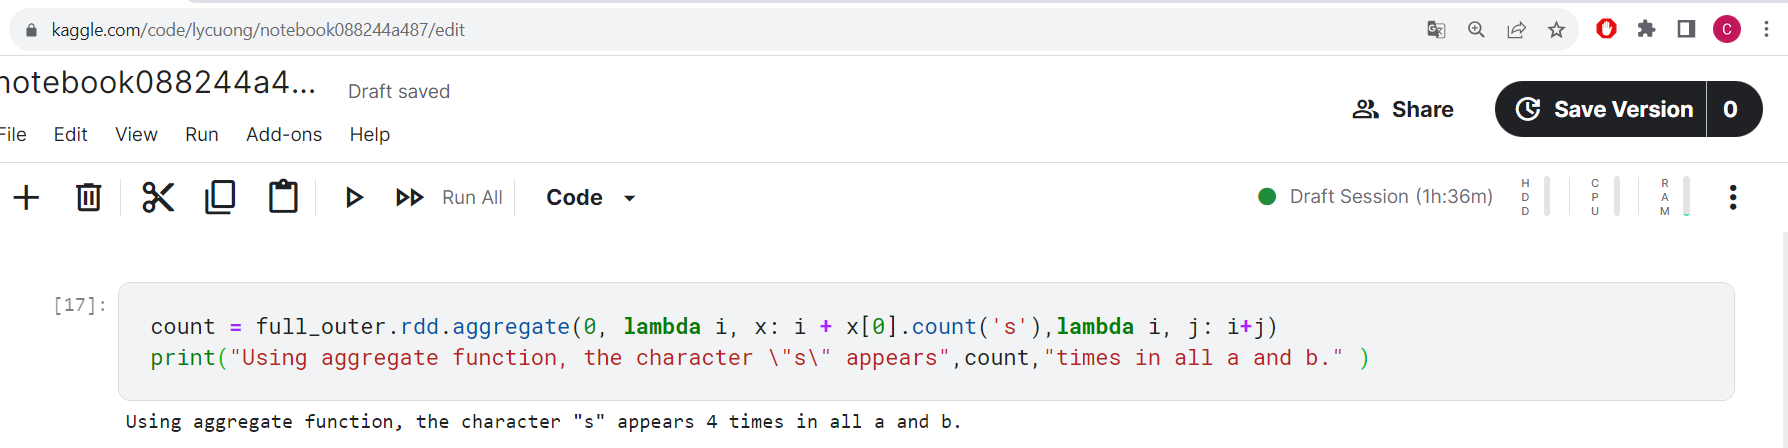 kaggle.com/code/lycuong/notebook088244a487/edit
C
notebook088244a4...
Draft saved
Share
Save Version
0
File
Edit
View
Run
Add-ons
Help
Run All
Code
Draft Session (1h:36m)
HDD
CPU
RAM
[17]:
count = full_outer.rdd.aggregate(0, lambda i, x: i + x[0].count('s'),lambda i, j: i+j)
print("Using aggregate function, the character \"s\" appears",count,"times in all a and b." )
Using aggregate function, the character "s" appears 4 times in all a and b.